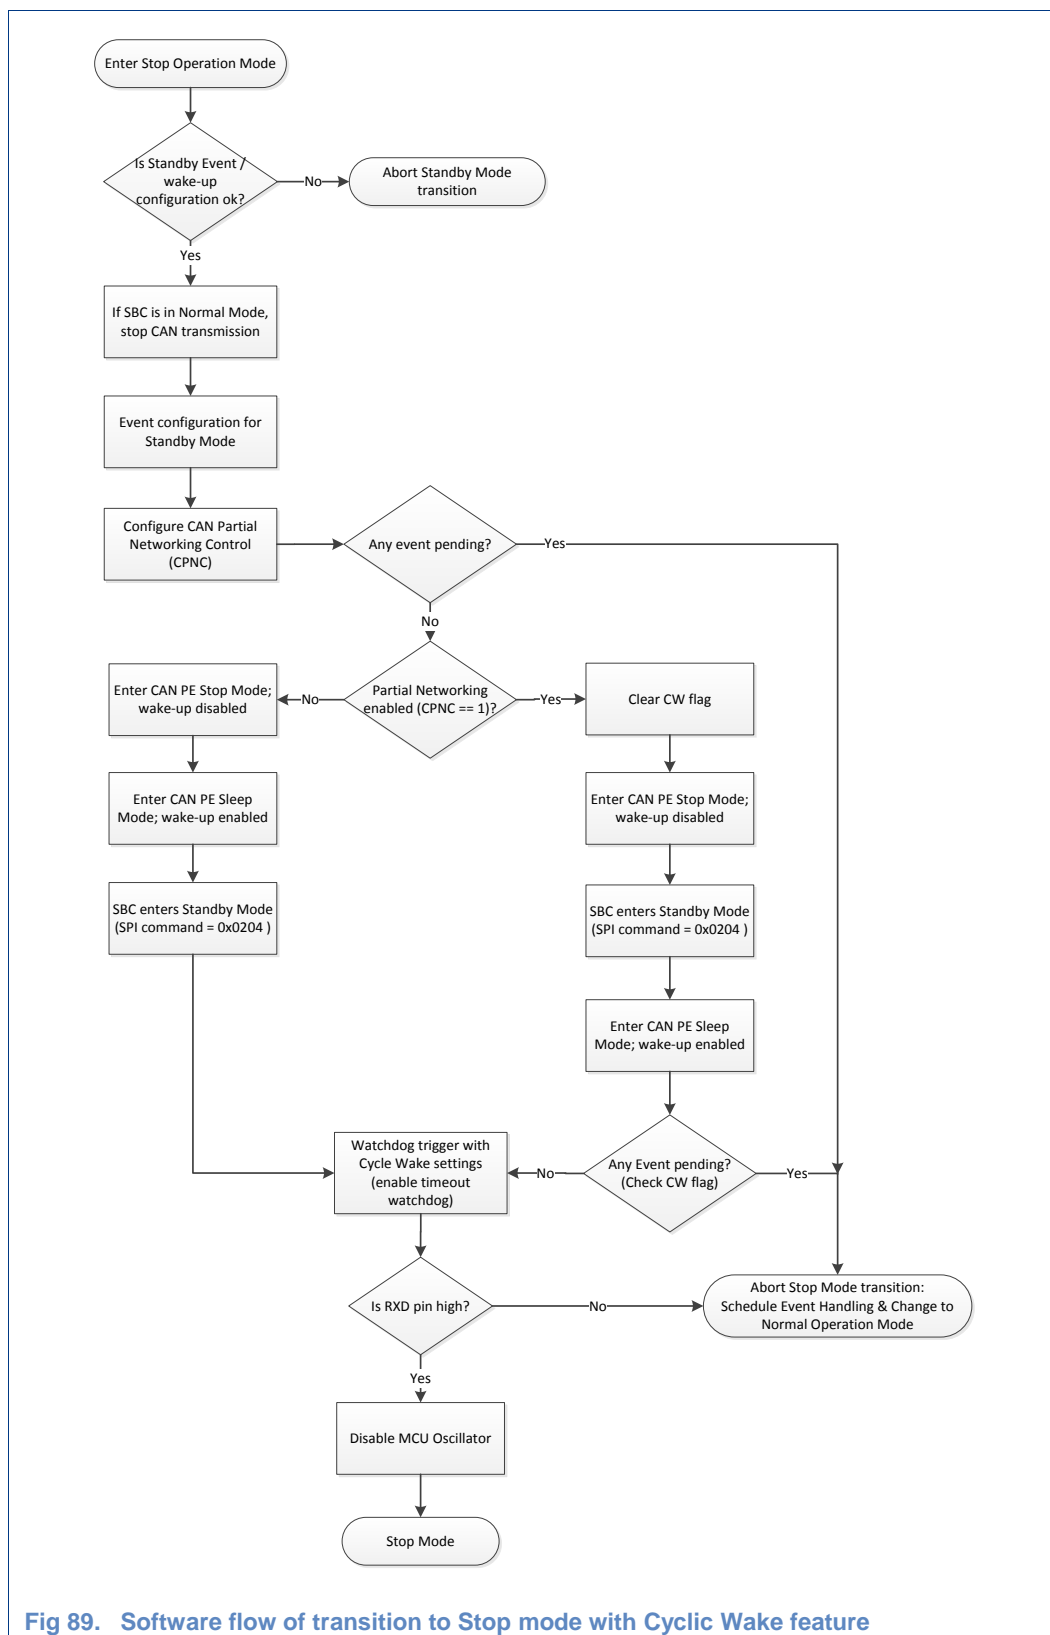 Enter Stop Operation Mode
Is Standby Event /
wake-up
configuration ok?
No
Abort Standby Mode
transition
Yes
If SBC is in Normal Mode,
stop CAN transmission
Event configuration for
Standby Mode
Configure CAN Partial
Networking Control
(CPNC)
Any event pending?
Yes
No
Enter CAN PE Stop Mode;
wake-up disabled
No
Partial Networking
enabled (CPNC == 1)?
Yes
Clear CW flag
Enter CAN PE Sleep
Mode; wake-up enabled
Enter CAN PE Stop Mode;
wake-up disabled
SBC enters Standby Mode
(SPI command = 0x0204 )
SBC enters Standby Mode
(SPI command = 0x0204 )
Enter CAN PE Sleep
Mode; wake-up enabled
Watchdog trigger with
Cycle Wake settings
(enable timeout
watchdog)
No
Any Event pending?
(Check CW flag)
Yes
Is RXD pin high?
No
Abort Stop Mode transition:
Schedule Event Handling & Change to
Normal Operation Mode
Yes
Disable MCU Oscillator
Stop Mode
Fig 89. Software flow of transition to Stop mode with Cyclic Wake feature